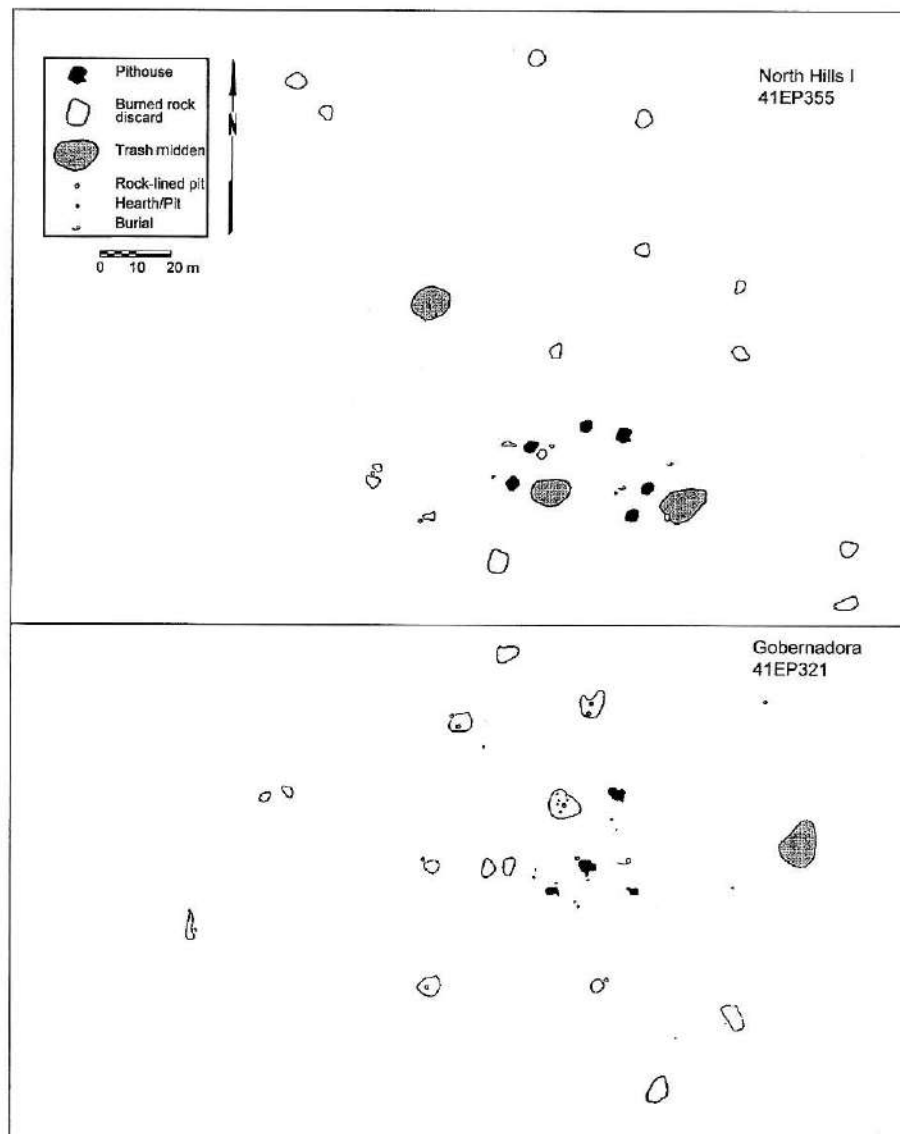 North Hills I
41EP355
Pithouse
Burned rock
discard
Trash midden
Rock-lined pit
Hearth/Pit
Burial
N
0 10 20 m
Gobernadora
41EP321